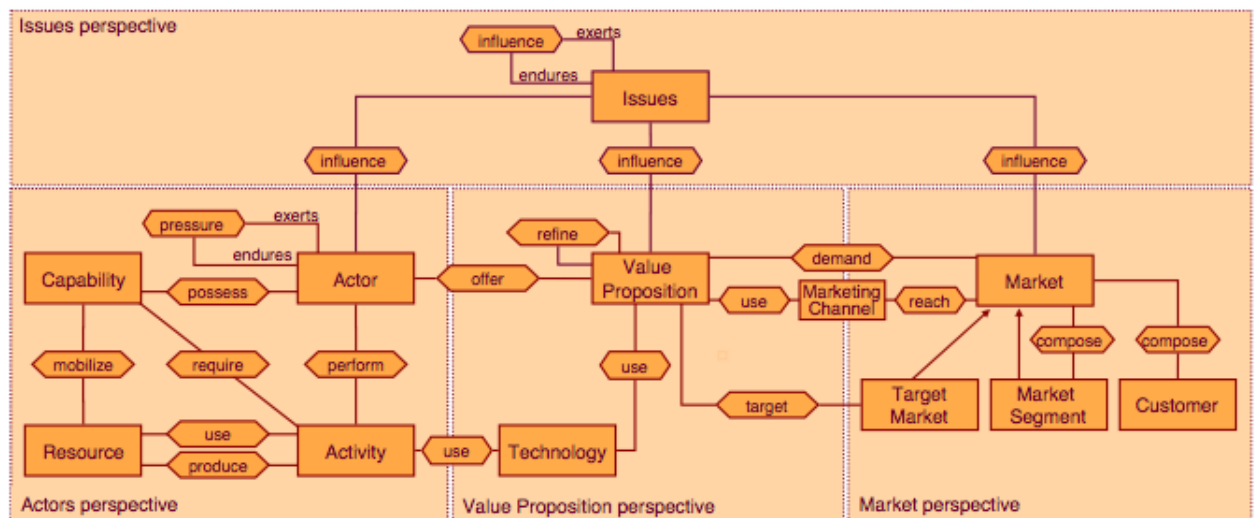 Issues perspective
influence
exerts
endures
Issues
influence
influence
influence
pressure
exerts
endures
Capability
possess
Actor
offer
refine
Value
Proposition
demand
use
Marketing
Channel
reach
Market
mobilize
require
perform
use
compose
compose
target
Target
Market
Market
Segment
Customer
Resource
use
produce
Activity
use
Technology
Actors perspective
Value Proposition perspective
Market perspective